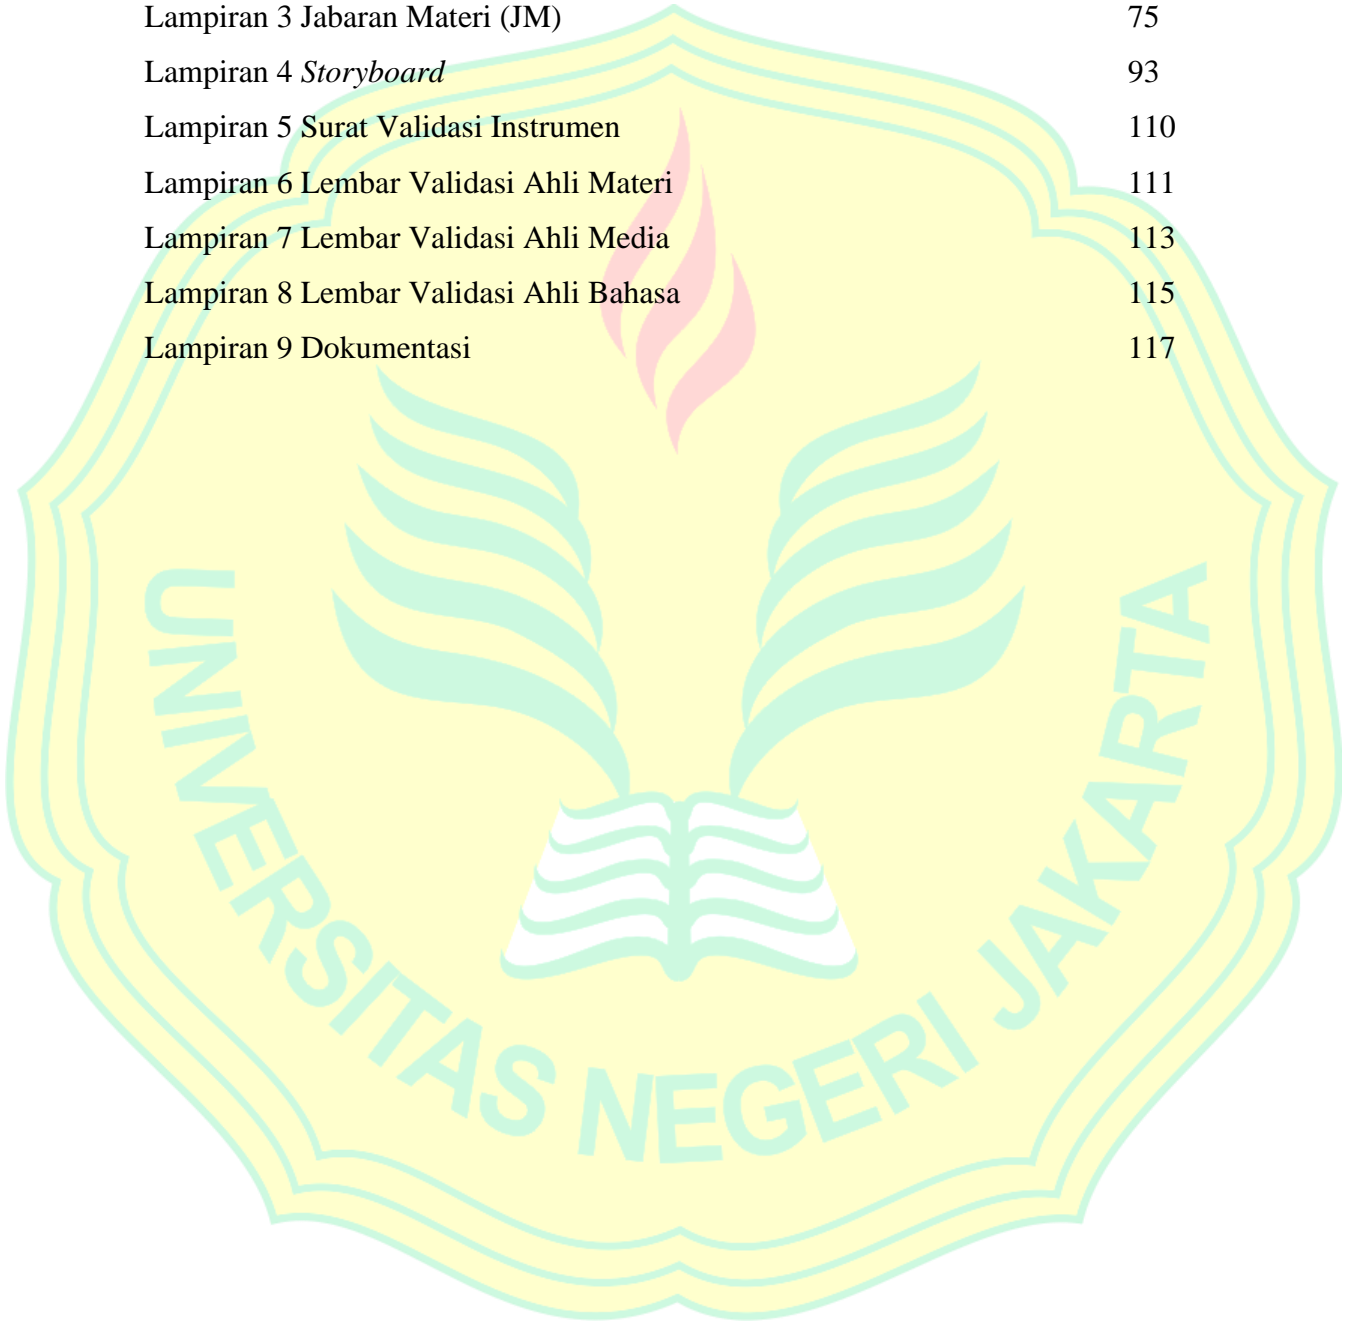 Lampiran 3 Jabaran Materi (JM) 75
Lampiran 4 Storyboard 93
Lampiran 5 Surat Validasi Instrumen 110
Lampiran 6 Lembar Validasi Ahli Materi 111
Lampiran 7 Lembar Validasi Ahli Media 113
Lampiran 8 Lembar Validasi Ahli Bahasa 115
Lampiran 9 Dokumentasi 117
UNIVERSITAS NEGERI JAKARTA